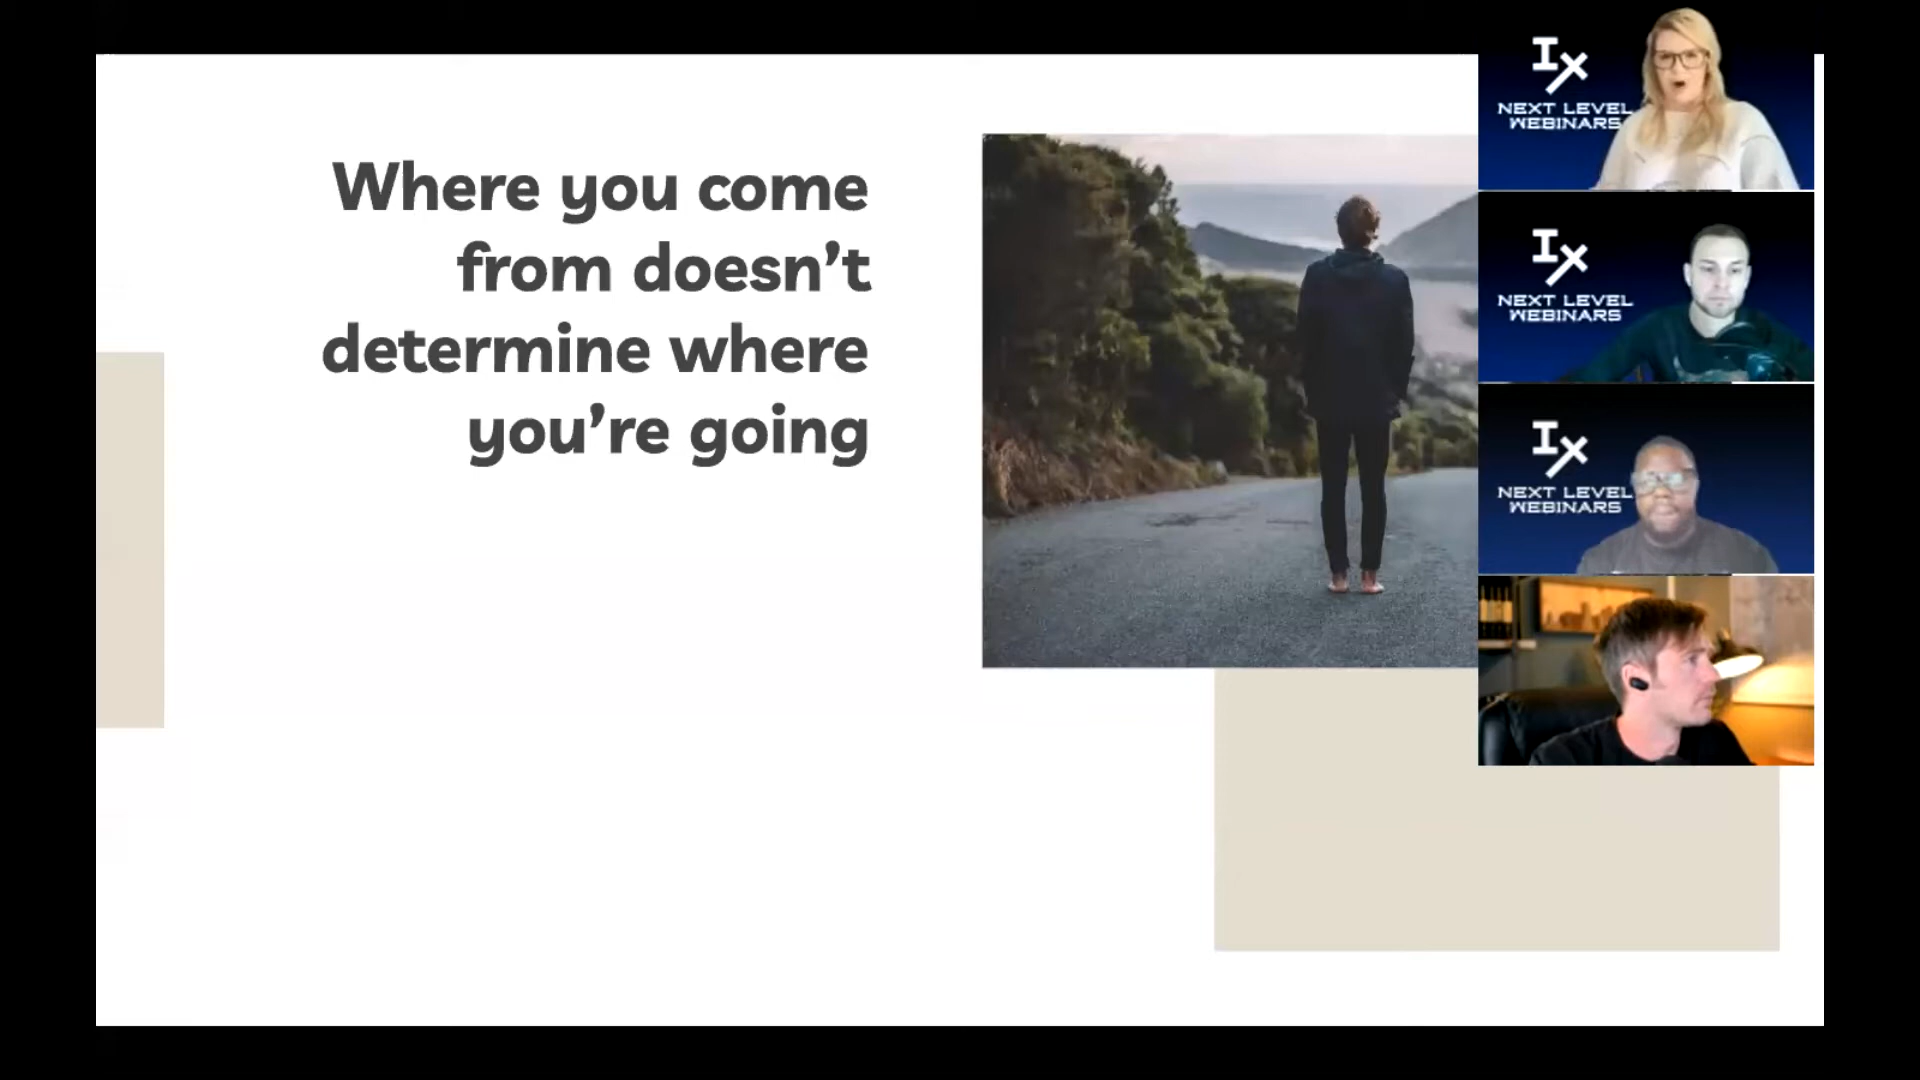 Where you come
from doesn’t
determine where
you’re going
NEXT LEVEL
WEBINARS
NEXT LEVEL
WEBINARS
NEXT LEVEL
WEBINARS